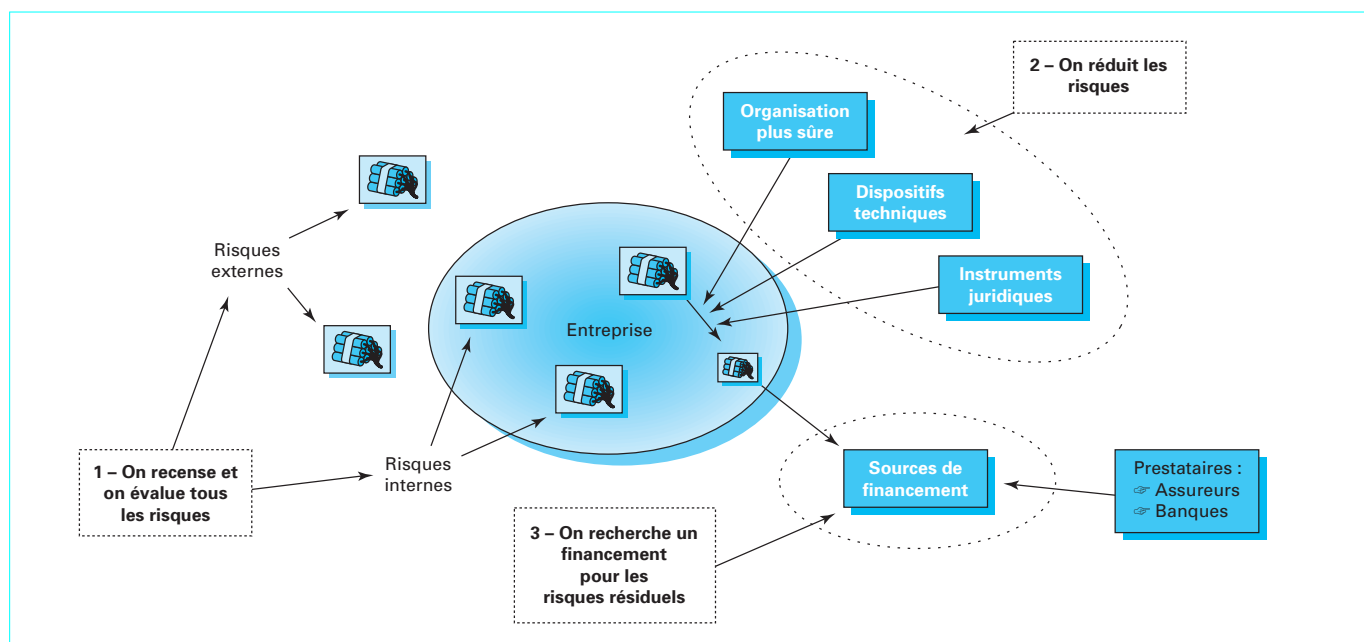 2 – On réduit les
risques
Organisation
plus sûre
Dispositifs
techniques
Instruments
juridiques
Risques
externes
Entreprise
1 – On recense et
on évalue tous
les risques
Risques
internes
Sources de
financement
Prestataires :
☞ Assureurs
☞ Banques
3 – On recherche un
financement
pour les
risques résiduels